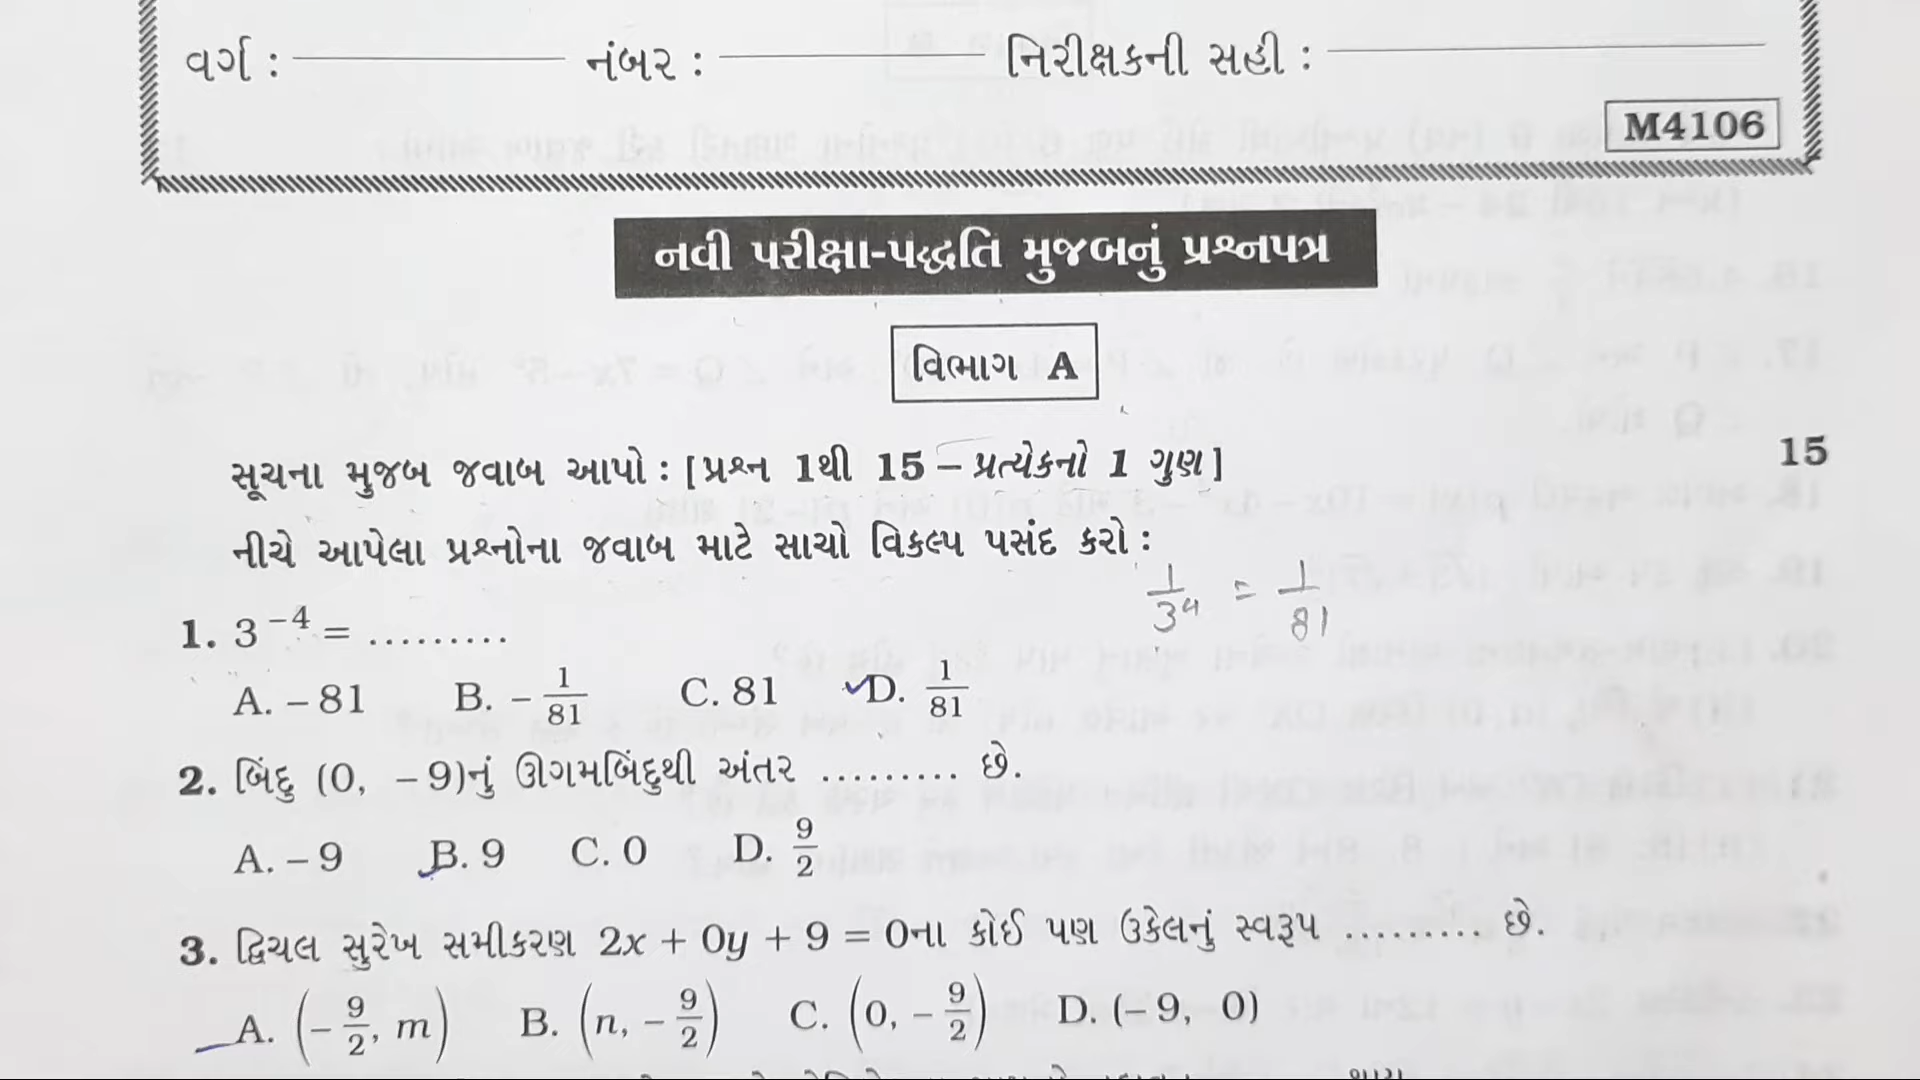 વર્ગ : નંબર : નિરીક્ષકની સહી :
M4106
નવી પરીક્ષા-પદ્ધતિ મુજબનું પ્રશ્નપત્ર
વિભાગ A
સૂચના મુજબ જવાબ આપો : [પ્રશ્ન 1થી 15 – પ્રત્યેકનો 1 ગુણ] 15
નીચે આપેલા પ્રશ્નોના જવાબ માટે સાચો વિકલ્પ પસંદ કરો :
1/3⁴ = 1/81
1. 3⁻⁴ = .........
A. – 81 B. – 1/81 C. 81 D. 1/81
2. બિંદુ (0, – 9)નું ઊગમબિંદુથી અંતર ......... છે.
A. – 9 B. 9 C. 0 D. 9/2
3. દ્વિચલ સુરેખ સમીકરણ 2x + 0y + 9 = 0ના કોઈ પણ ઉકેલનું સ્વરૂપ ......... છે.
A. (– 9/2, m) B. (n, – 9/2) C. (0, – 9/2) D. (– 9, 0)